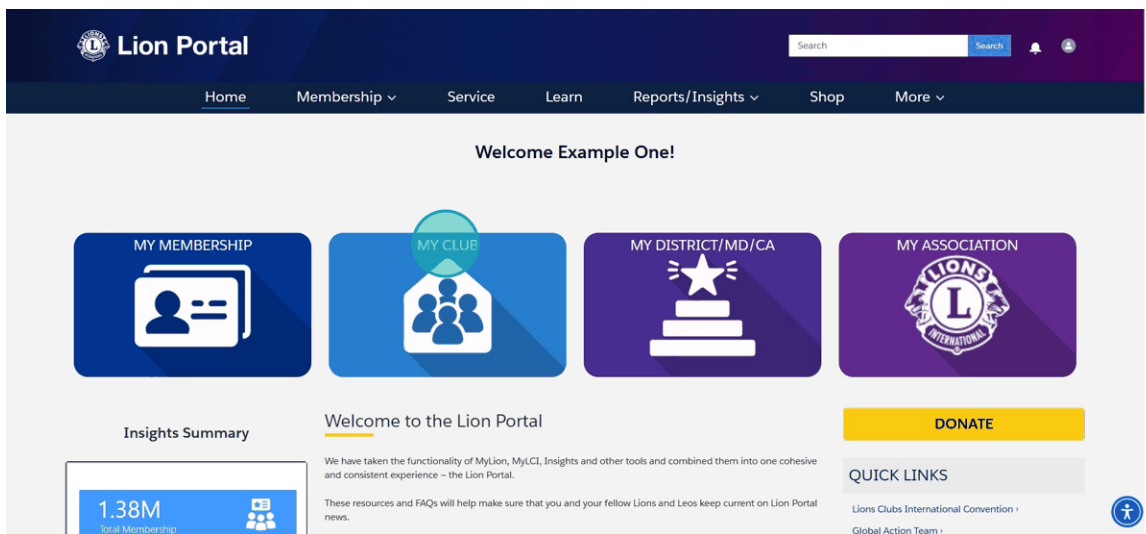 Lion Portal
Search
Search
Home
Membership
Service
Learn
Reports/Insights
Shop
More
Welcome Example One!
MY MEMBERSHIP
MY CLUB
MY DISTRICT/MD/CA
MY ASSOCIATION
LIONS
L
INTERNATIONAL
Insights Summary
1.38M
Total Membership
Welcome to the Lion Portal
We have taken the functionality of MyLion, MyLCI, Insights and other tools and combined them into one cohesive
and consistent experience – the Lion Portal.
These resources and FAQs will help make sure that you and your fellow Lions and Leos keep current on Lion Portal
news.
DONATE
QUICK LINKS
Lions Clubs International Convention ›
Global Action Team ›